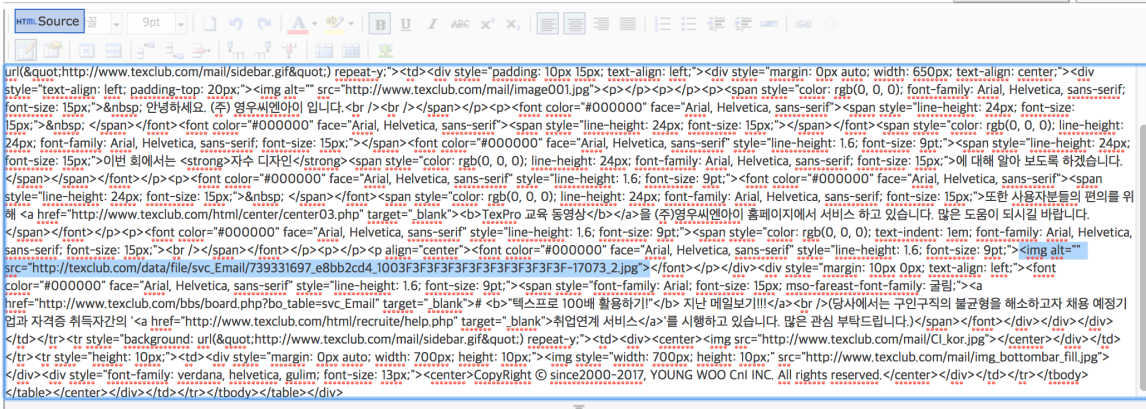 HTML Source 꼴 9pt B U I ABC X² X₂
url(&quot;http://www.texclub.com/mail/sidebar.gif&quot;) repeat-y;"><td><div style="padding: 10px 15px; text-align: left;"><div style="margin: 0px auto; width: 650px; text-align: center;"><div
style="text-align: left; padding-top: 20px;"><img alt="" src="http://www.texclub.com/mail/image001.jpg"><p></p><p></p><p><span style="color: rgb(0, 0, 0); font-family: Arial, Helvetica, sans-serif;
font-size: 15px;">&nbsp; 안녕하세요. (주) 영우씨엔아이 입니다.<br /><br /></span></p><p><font color="#000000" face="Arial, Helvetica, sans-serif"><span style="line-height: 24px; font-size:
15px;">&nbsp; </span></font><font color="#000000" face="Arial, Helvetica, sans-serif"><span style="line-height: 24px; font-size: 15px;"></span></font><span style="color: rgb(0, 0, 0); line-height:
24px; font-family: Arial, Helvetica, sans-serif; font-size: 15px;"></span><font color="#000000" face="Arial, Helvetica, sans-serif" style="line-height: 1.6; font-size: 9pt;"><span style="line-height: 24px;
font-size: 15px;">이번 회에서는 <strong>자수 디자인</strong><span style="color: rgb(0, 0, 0); line-height: 24px; font-family: Arial, Helvetica, sans-serif; font-size: 15px;">에 대해 알아 보도록 하겠습니다.
</span></span></font></p><p><font color="#000000" face="Arial, Helvetica, sans-serif" style="line-height: 1.6; font-size: 9pt;"><font color="#000000" face="Arial, Helvetica, sans-serif"><span
style="line-height: 24px; font-size: 15px;">&nbsp; </span></font><span style="color: rgb(0, 0, 0); line-height: 24px; font-family: Arial, Helvetica, sans-serif; font-size: 15px;">또한 사용자분들의 편의를 위
해 <a href="http://www.texclub.com/html/center/center03.php" target="_blank"><b>TexPro 교육 동영상</b></a>을 (주)영우씨엔아이 홈페이지에서 서비스 하고 있습니다. 많은 도움이 되시길 바랍니다.
</span></font></p><p><font color="#000000" face="Arial, Helvetica, sans-serif" style="line-height: 1.6; font-size: 9pt;"><span style="color: rgb(0, 0, 0); text-indent: 1em; font-family: Arial, Helvetica,
sans-serif; font-size: 15px;"><br /></span></font></p><p></p><p align="center"><font color="#000000" face="Arial, Helvetica, sans-serif" style="line-height: 1.6; font-size: 9pt;"><img alt=""
src="http://texclub.com/data/file/svc_Email/739331697_e8bb2cd4_1003F3F3F3F3F3F3F3F3F3F3F3F-17073_2.jpg"></font></p></div><div style="margin: 10px 0px; text-align: left;"><font
color="#000000" face="Arial, Helvetica, sans-serif" style="line-height: 1.6; font-size: 9pt;"><span style="font-family: Arial; font-size: 15px; mso-fareast-font-family: 굴림;"><a
href="http://www.texclub.com/bbs/board.php?bo_table=svc_Email" target="_blank"># <b>"텍스프로 100배 활용하기!"</b> 지난 메일보기!!!</a><br />(당사에서는 구인구직의 불균형을 해소하고자 채용 예정기
업과 자격증 취득자간의 '<a href="http://www.texclub.com/html/recruite/help.php" target="_blank">취업연계 서비스</a>'를 시행하고 있습니다. 많은 관심 부탁드립니다.)</span></font></div></div></div>
</td></tr><tr style="background: url(&quot;http://www.texclub.com/mail/sidebar.gif&quot;) repeat-y;"><td><div><center><img src="http://www.texclub.com/mail/CI_kor.jpg"></center></div></td>
</tr><tr style="height: 10px;"><td><div style="margin: 0px auto; width: 700px; height: 10px;"><img style="width: 700px; height: 10px;" src="http://www.texclub.com/mail/img_bottombar_fill.jpg">
</div><div style="font-family: verdana, helvetica, gulim; font-size: 13px;"><center>CopyRight ⓒ since2000-2017, YOUNG WOO CnI INC. All rights reserved.</center></div></td></tr></tbody>
</table></center></div></td></tr></tbody></table></div>